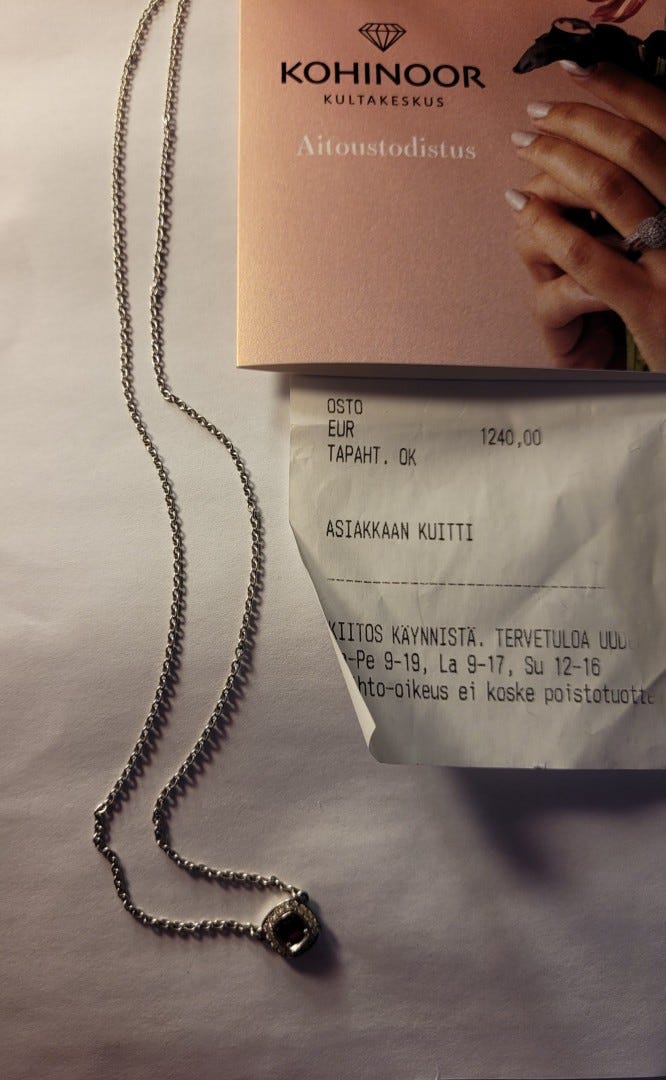 KOHINOOR
KULTAKESKUS
Aitoustodistus
OSTO
EUR 1240,00
TAPAHT. OK
ASIAKKAAN KUITTI
KIITOS KÄYNNISTÄ. TERVETULOA
-Pe 9-19, La 9-17, Su 12-16
hto-oikeus ei koske